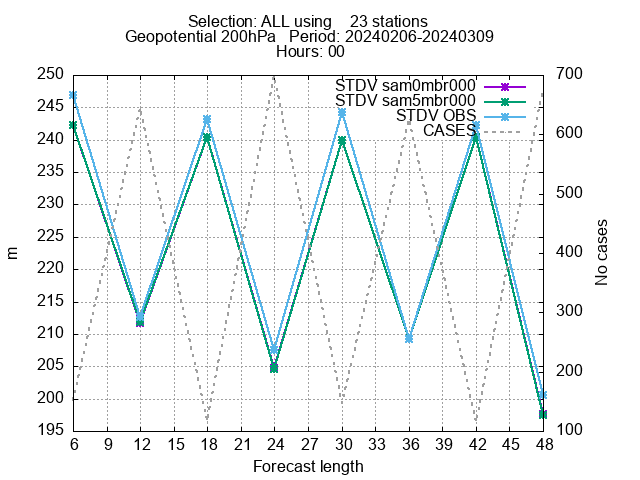 Selection: ALL using 23 stations
Geopotential 200hPa Period: 20240206-20240309
Hours: 00
STDV sam0mbr000
STDV sam5mbr000
STDV OBS
CASES
250
245
240
235
230
225
220
215
210
205
200
195
m
700
600
500
400
300
200
100
No cases
6 9 12 15 18 21 24 27 30 33 36 39 42 45 48
Forecast length